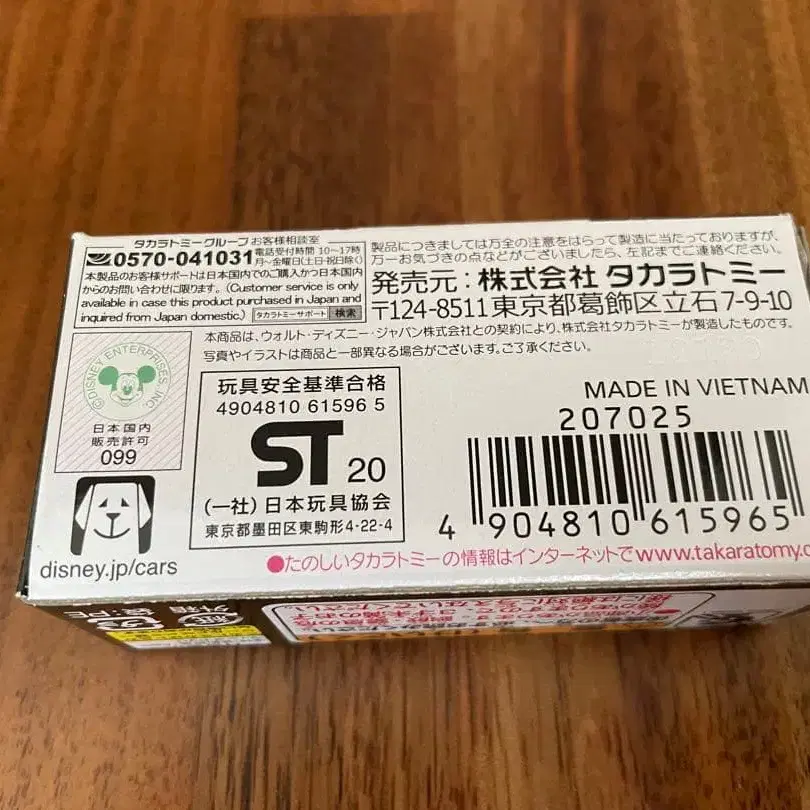 タカラトミーグループ お客様相談室
0570-041031 電話受付時間 10〜17時
月〜金曜日(土・日・祝日除く)
本製品のお客様サポートは日本国内でのご購入かつ日本国内
からのお問い合わせに限ります。(Customer service is only
available in case this product purchased in Japan and
inquired from Japan domestic.) タカラトミーサポート 検索
製品につきましては万全の注意をはらって製造に当たっておりますが、
万一お気づきの点などがございましたら、左記までご連絡ください。
発売元：株式会社 タカラトミー
〒124-8511 東京都葛飾区立石7-9-10
本商品は、ウォルト・ディズニー・ジャパン株式会社との契約により、株式会社タカラトミーが製造したものです。
写真やイラストは商品と一部異なる場合がございます。ご了承ください。
©DISNEY ENTERPRISES INC.
日本国内
販売許可
099
disney.jp/cars
玩具安全基準合格
4904810 61596 5
ST 20
(一社)日本玩具協会
東京都墨田区東駒形4-22-4
MADE IN VIETNAM
207025
4 904810 615965
●たのしいタカラトミーの情報はインターネットで www.takaratomy.c
外箱
袋:PE